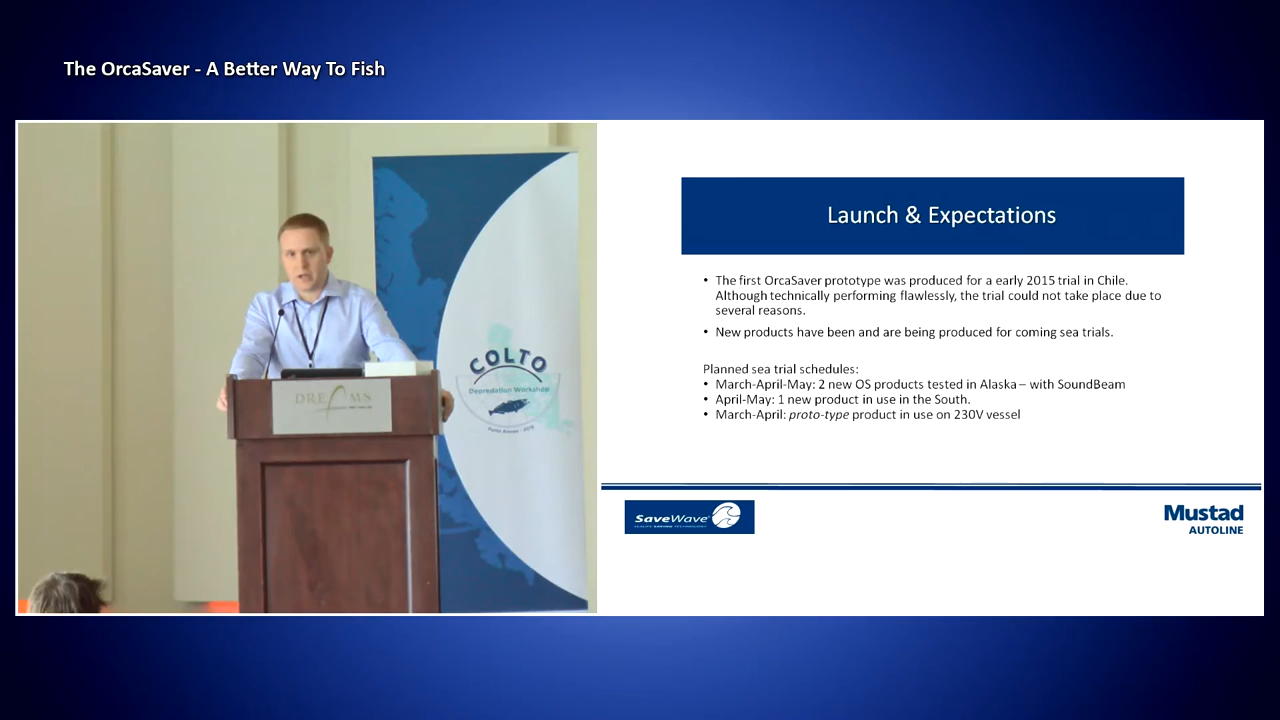 The OrcaSaver - A Better Way To Fish
DREAMS
COLTO
Depredation Workshop
Punta Arenas - 2016
Launch & Expectations
• The first OrcaSaver prototype was produced for a early 2015 trial in Chile.
Although technically performing flawlessly, the trial could not take place due to
several reasons.
• New products have been and are being produced for coming sea trials.
Planned sea trial schedules:
• March-April-May: 2 new OS products tested in Alaska – with SoundBeam
• April-May: 1 new product in use in the South.
• March-April: proto-type product in use on 230V vessel
SaveWave®
Mustad
AUTOLINE